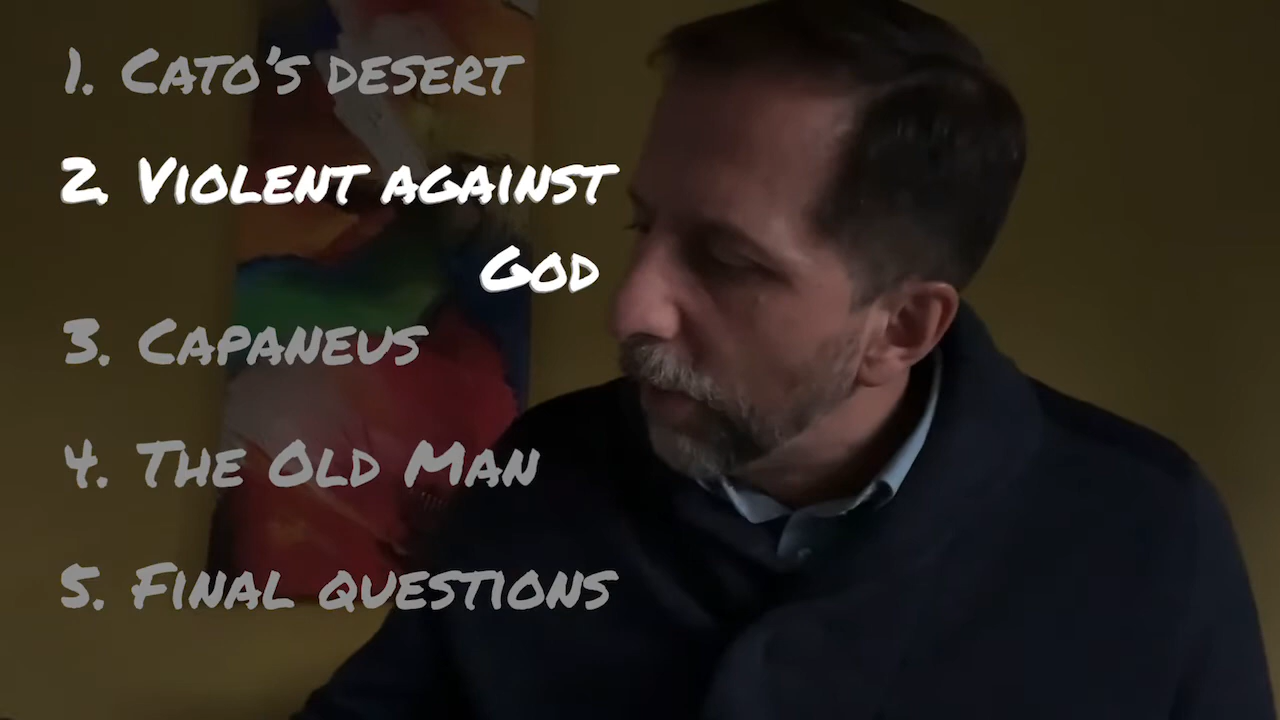 1. Cato's desert
2. Violent against
God
3. Capaneus
4. The Old Man
5. Final questions